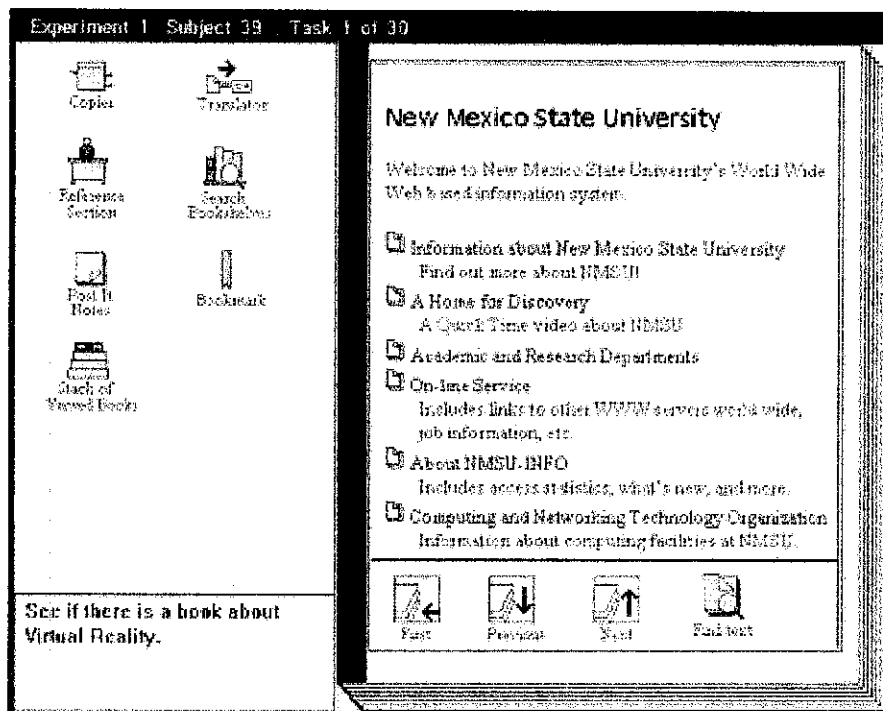 Experiment 1 Subject 39 Task 1 of 30
Copier
Translator
Reference
Section
Search
Bookshelves
Post It
Notes
Bookmark
Stack of
Viewed Books
See if there is a book about
Virtual Reality.
New Mexico State University
Welcome to New Mexico State University's World Wide
Web based information system.
Information about New Mexico State University
Find out more about NMSU!
A Home for Discovery
A Quick Time video about NMSU
Academic and Research Departments
On-line Service
Includes links to other WWW servers world wide,
job information, etc.
About NMSU-INFO
Includes access statistics, what's new, and more.
Computing and Networking Technology Organization
Information about computing facilities at NMSU.
First
Previous
Next
Find text